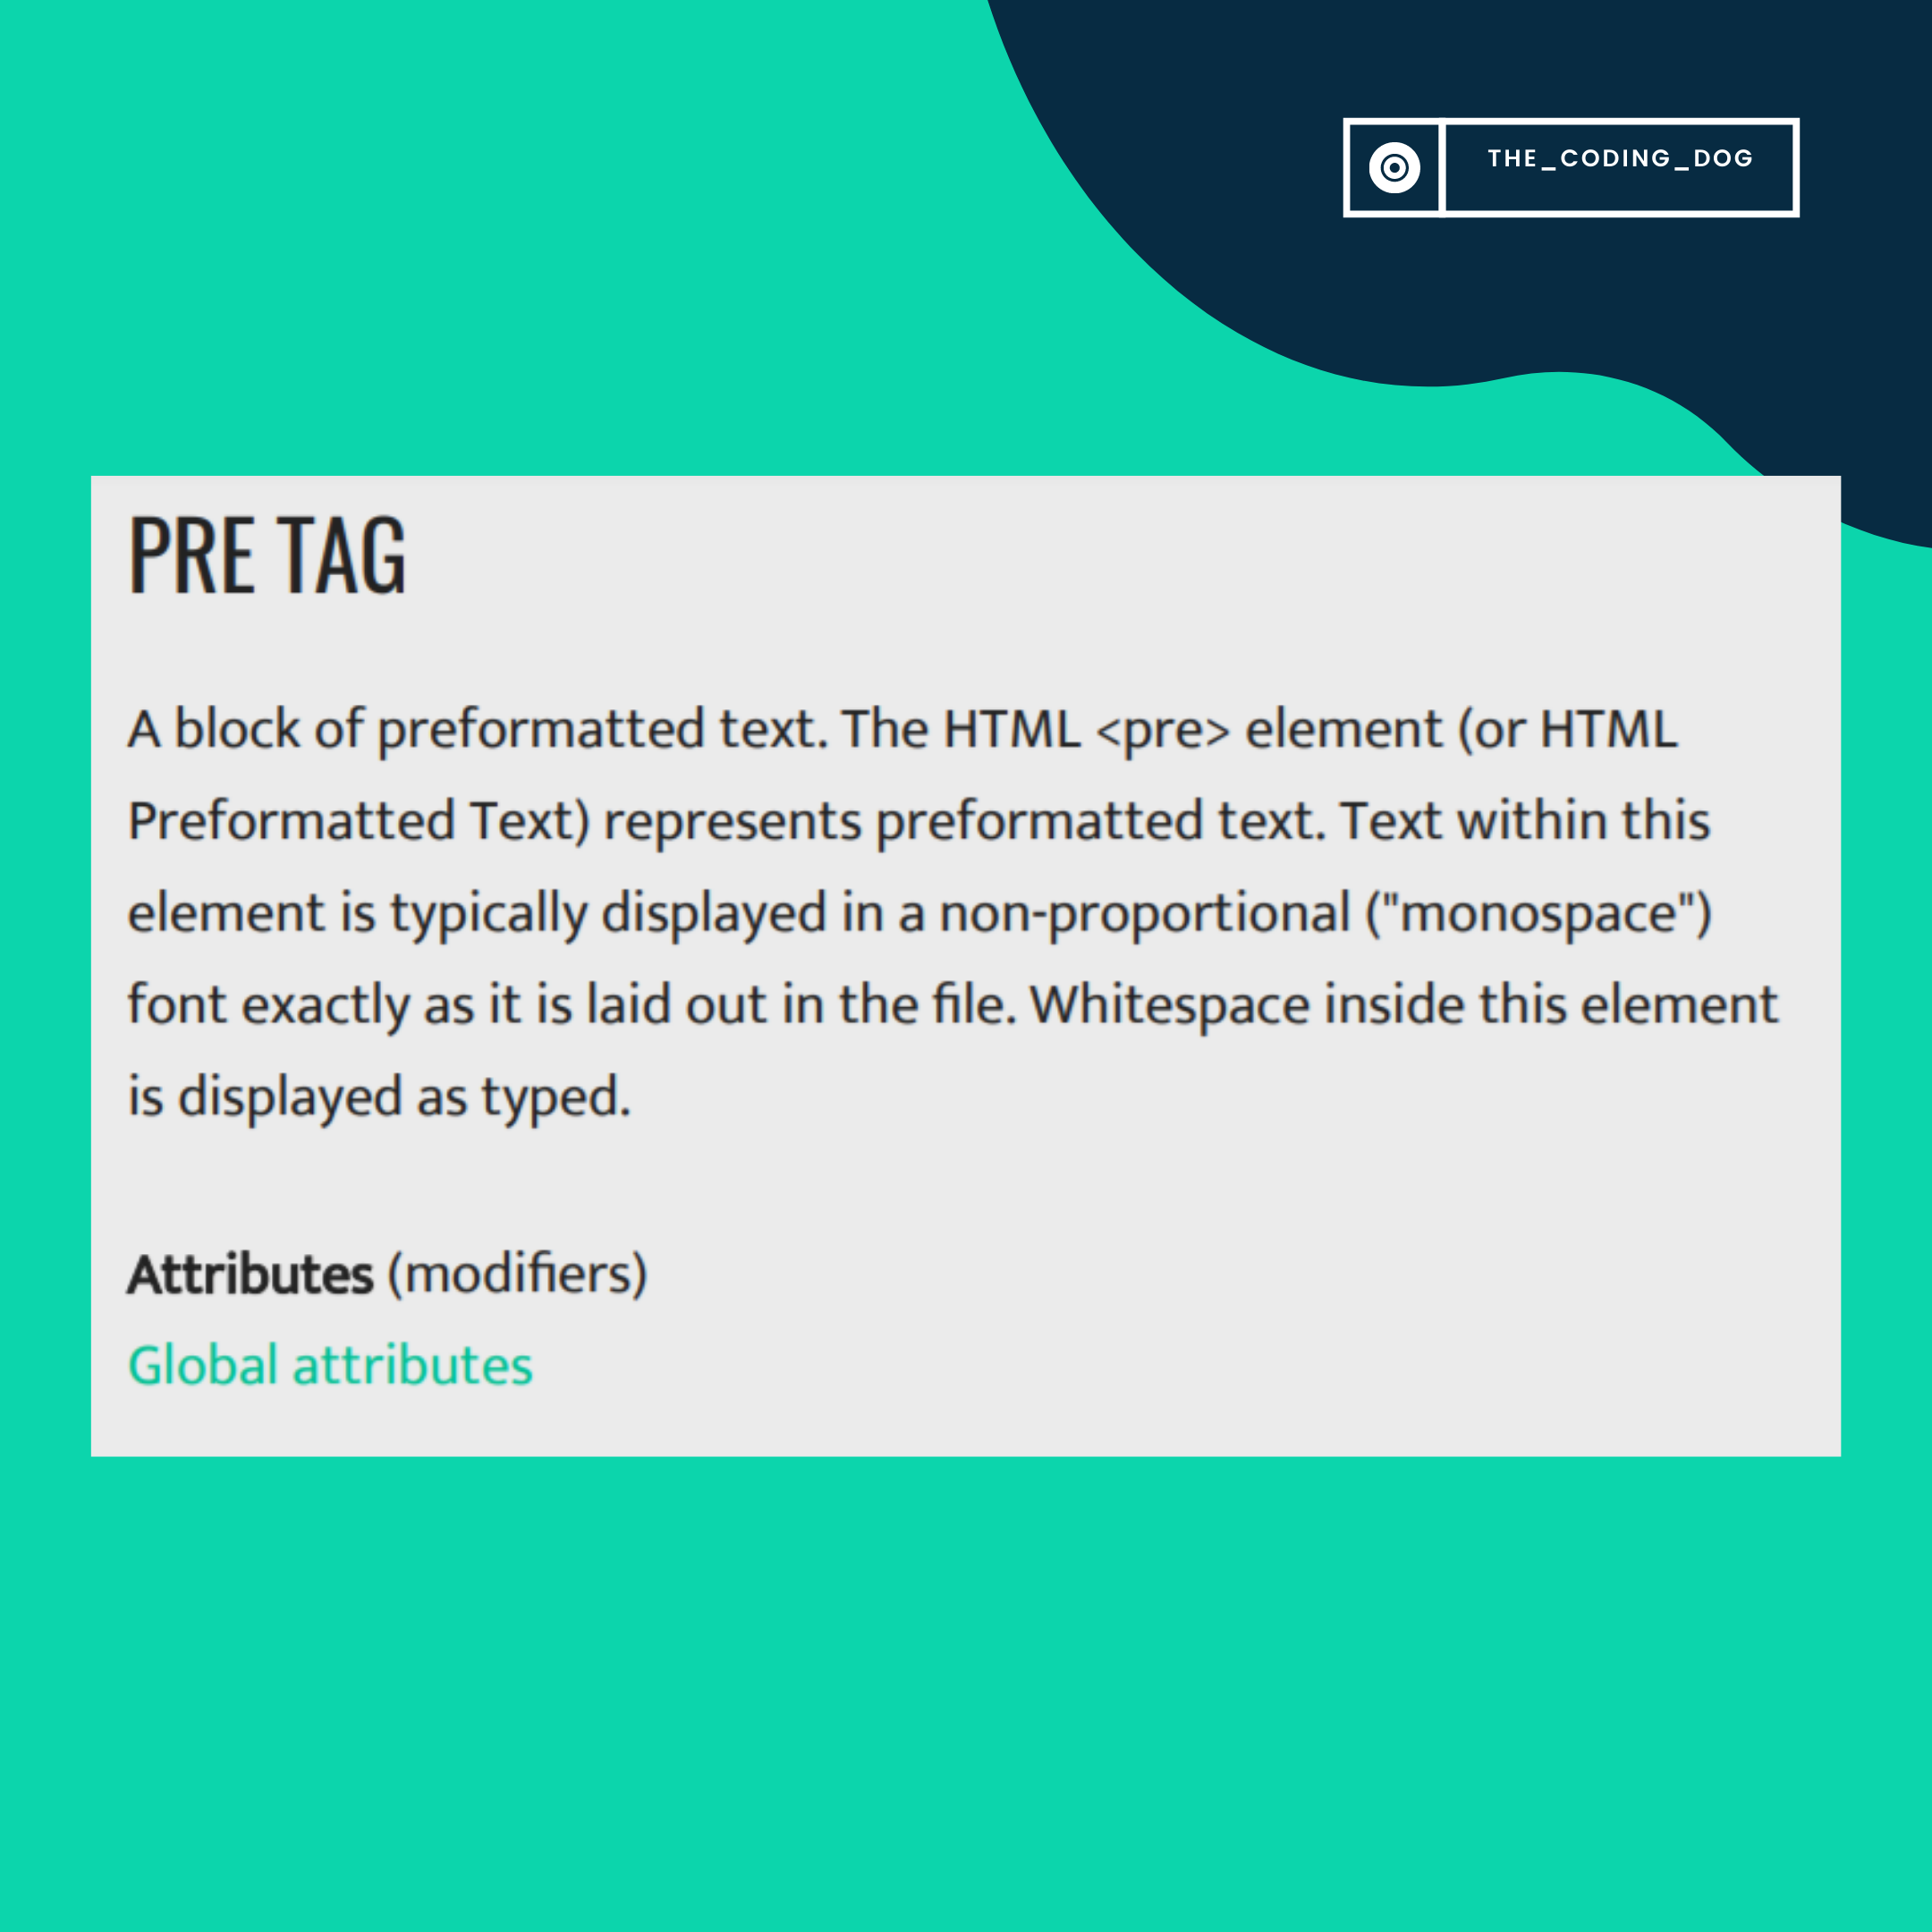 THE_CODING_DOG
PRE TAG
A block of preformatted text. The HTML <pre> element (or HTML
Preformatted Text) represents preformatted text. Text within this
element is typically displayed in a non-proportional ("monospace")
font exactly as it is laid out in the file. Whitespace inside this element
is displayed as typed.
Attributes (modifiers)
Global attributes